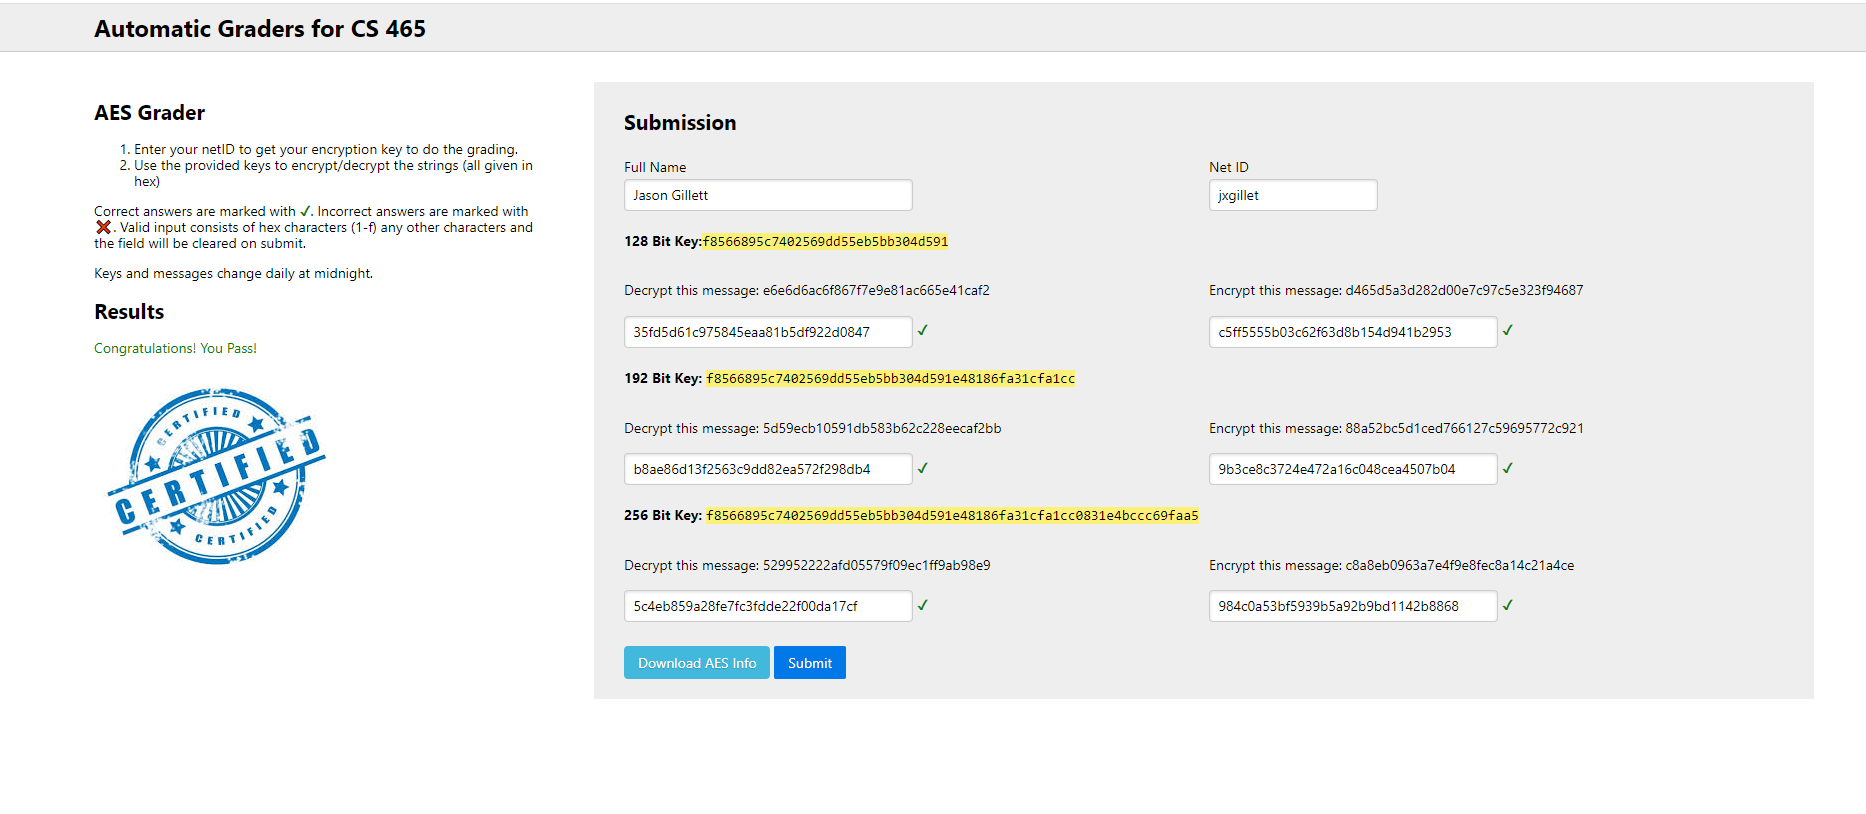 Automatic Graders for CS 465
AES Grader
1. Enter your netID to get your encryption key to do the grading.
2. Use the provided keys to encrypt/decrypt the strings (all given in
hex)
Correct answers are marked with ✓. Incorrect answers are marked with
❌. Valid input consists of hex characters (1-f) any other characters and
the field will be cleared on submit.
Keys and messages change daily at midnight.
Results
Congratulations! You Pass!
CERTIFIED
CERTIFIED
CERTIFIED
Submission
Full Name
Net ID
Jason Gillett
jxgillet
128 Bit Key:f8566895c7402569dd55eb5bb304d591
Decrypt this message: e6e6d6ac6f867f7e9e81ac665e41caf2
Encrypt this message: d465d5a3d282d00e7c97c5e323f94687
35fd5d61c975845eaa81b5df922d0847 ✓
c5ff5555b03c62f63d8b154d941b2953 ✓
192 Bit Key: f8566895c7402569dd55eb5bb304d591e48186fa31cfa1cc
Decrypt this message: 5d59ecb10591db583b62c228eecaf2bb
Encrypt this message: 88a52bc5d1ced766127c59695772c921
b8ae86d13f2563c9dd82ea572f298db4 ✓
9b3ce8c3724e472a16c048cea4507b04 ✓
256 Bit Key: f8566895c7402569dd55eb5bb304d591e48186fa31cfa1cc0831e4bccc69faa5
Decrypt this message: 529952222afd05579f09ec1ff9ab98e9
Encrypt this message: c8a8eb0963a7e4f9e8fec8a14c21a4ce
5c4eb859a28fe7fc3fdde22f00da17cf ✓
984c0a53bf5939b5a92b9bd1142b8868 ✓
Download AES Info
Submit